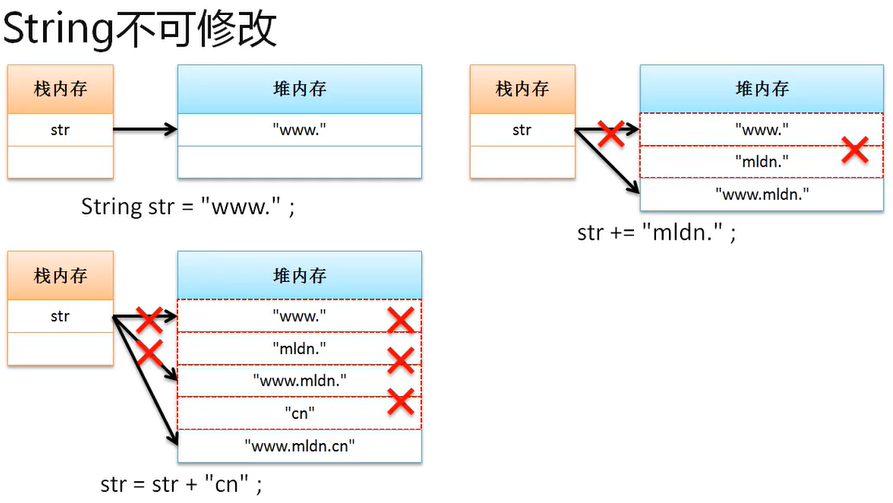 String不可修改
栈内存
堆内存
str
"www."
String str = "www." ;
栈内存
堆内存
str
"www."
"mldn."
"www.mldn."
str += "mldn." ;
栈内存
堆内存
str
"www."
"mldn."
"www.mldn."
"cn"
"www.mldn.cn"
str = str + "cn" ;